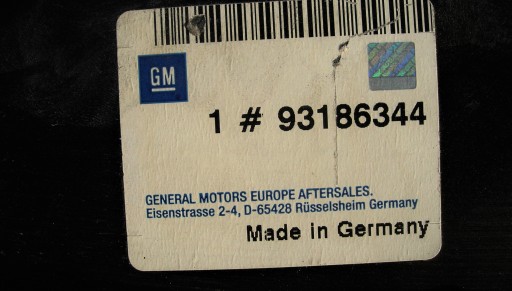 GM
1 # 93186344
GENERAL MOTORS EUROPE AFTERSALES.
Eisenstrasse 2-4, D-65428 Rüsselsheim Germany
Made in Germany